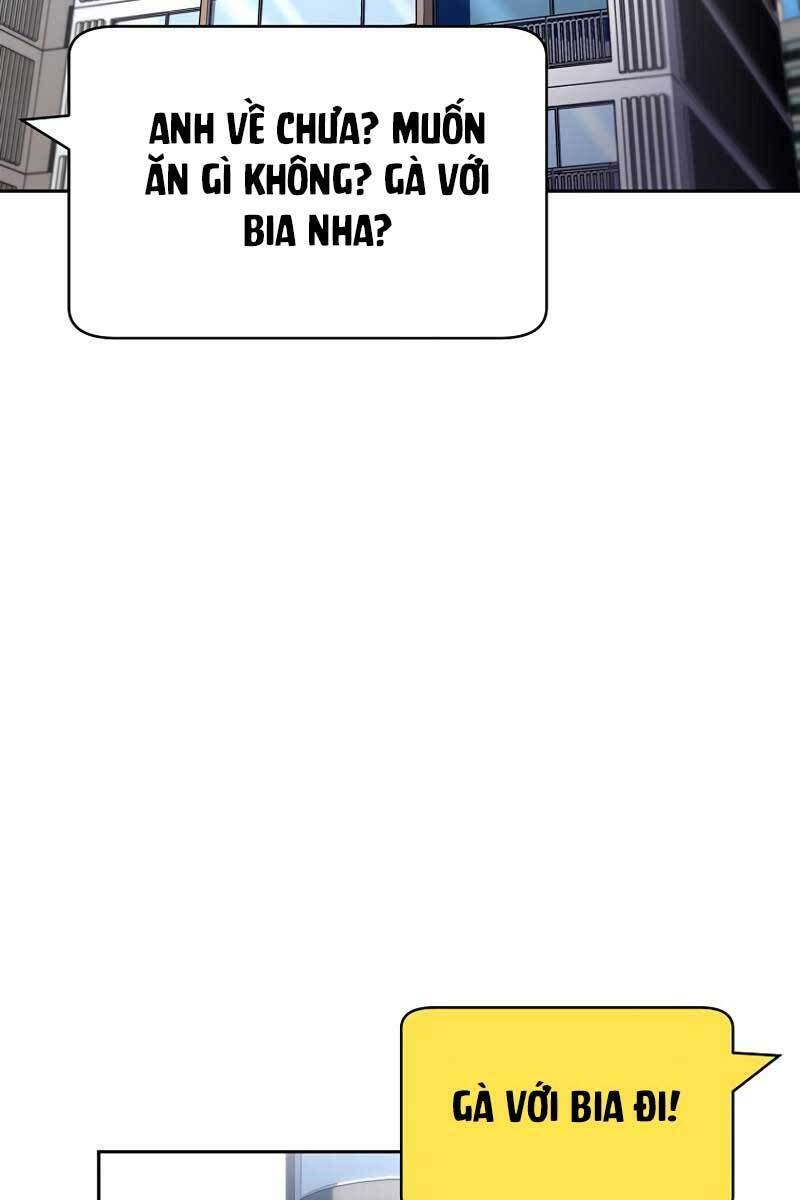 ANH VỀ CHƯA? MUỐN
ĂN GÌ KHÔNG? GÀ VỚI
BIA NHA?
GÀ VỚI BIA ĐI!